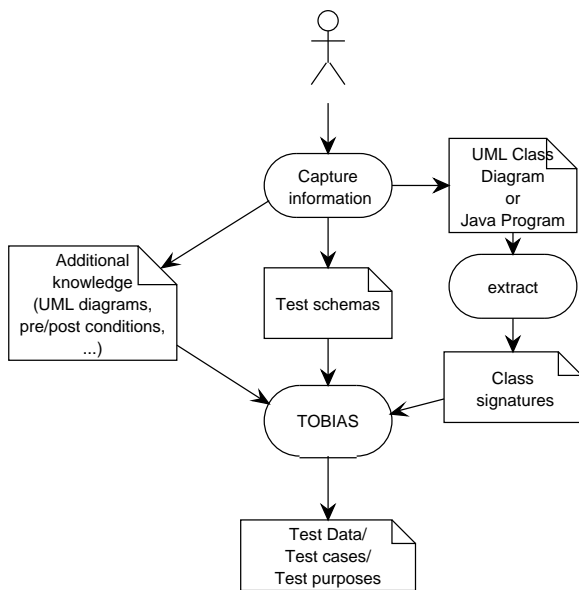 Capture
information
UML Class
Diagram
or
Java Program
Additional
knowledge
(UML diagrams,
pre/post conditions,
...)
Test schemas
extract
Class
signatures
TOBIAS
Test Data/
Test cases/
Test purposes